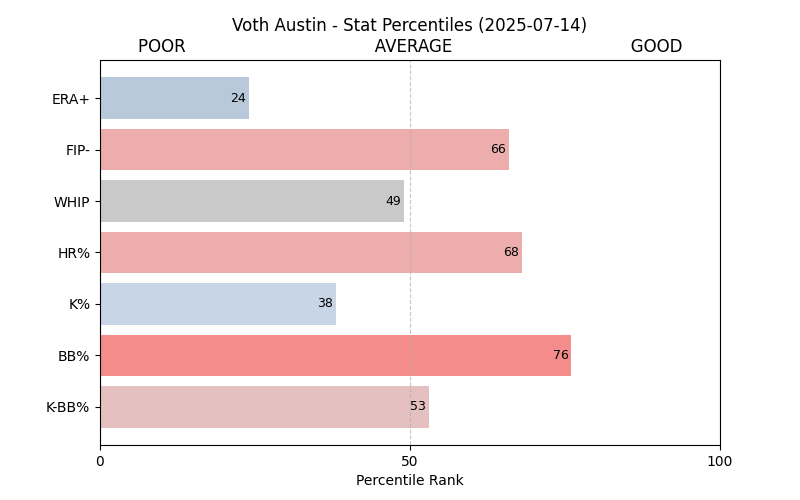 Voth Austin - Stat Percentiles (2025-07-14)
POOR AVERAGE GOOD
ERA+ 24
FIP- 66
WHIP 49
HR% 68
K% 38
BB% 76
K-BB% 53
0 50 100
Percentile Rank